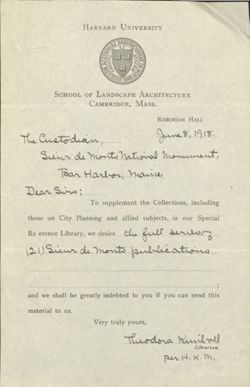 HARVARD UNIVERSITY
SCHOOL OF LANDSCAPE ARCHITECTURE
CAMBRIDGE, MASS.
ROBINSON HALL
June 8, 1918.
The Custodian,
Sieur de Monts National Monument,
Bar Harbor, Maine
Dear Sirs:
To supplement the Collections, including
those on City Planning and allied subjects, in our Special
Re erence Library, we desire the full series of
(21) Sieur de Monts publications
;
and we shall be greatly indebted to you if you can send this
material to us.
Very truly yours,
Theodora Kimball
Librarian.
per H. R. M.